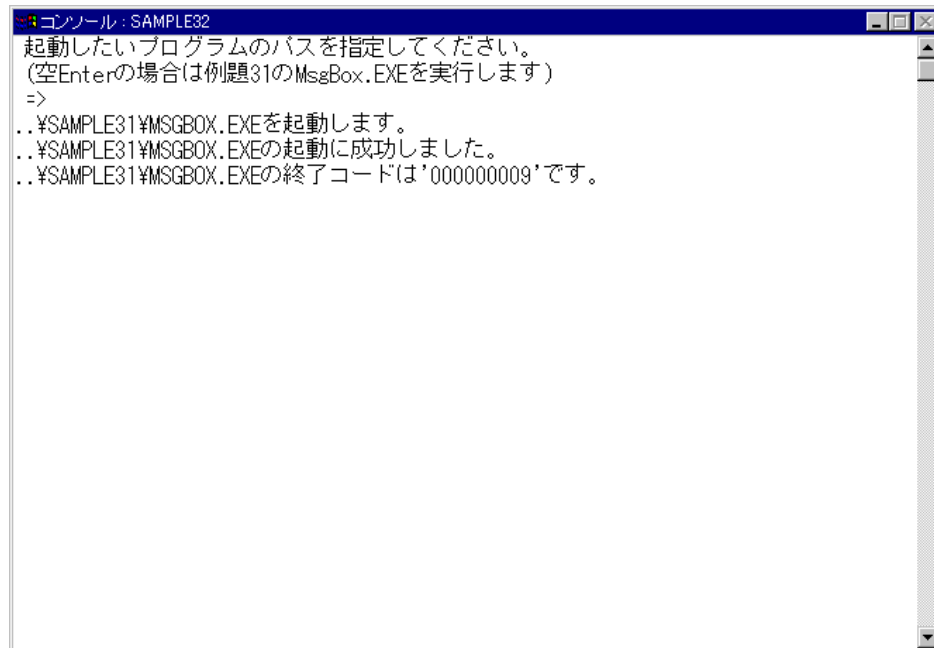 コンソール : SAMPLE32
起動したいプログラムのパスを指定してください。
(空Enterの場合は例題31のMsgBox.EXEを実行します)
=>
..¥SAMPLE31¥MSGBOX.EXEを起動します。
..¥SAMPLE31¥MSGBOX.EXEの起動に成功しました。
..¥SAMPLE31¥MSGBOX.EXEの終了コードは'000000009'です。